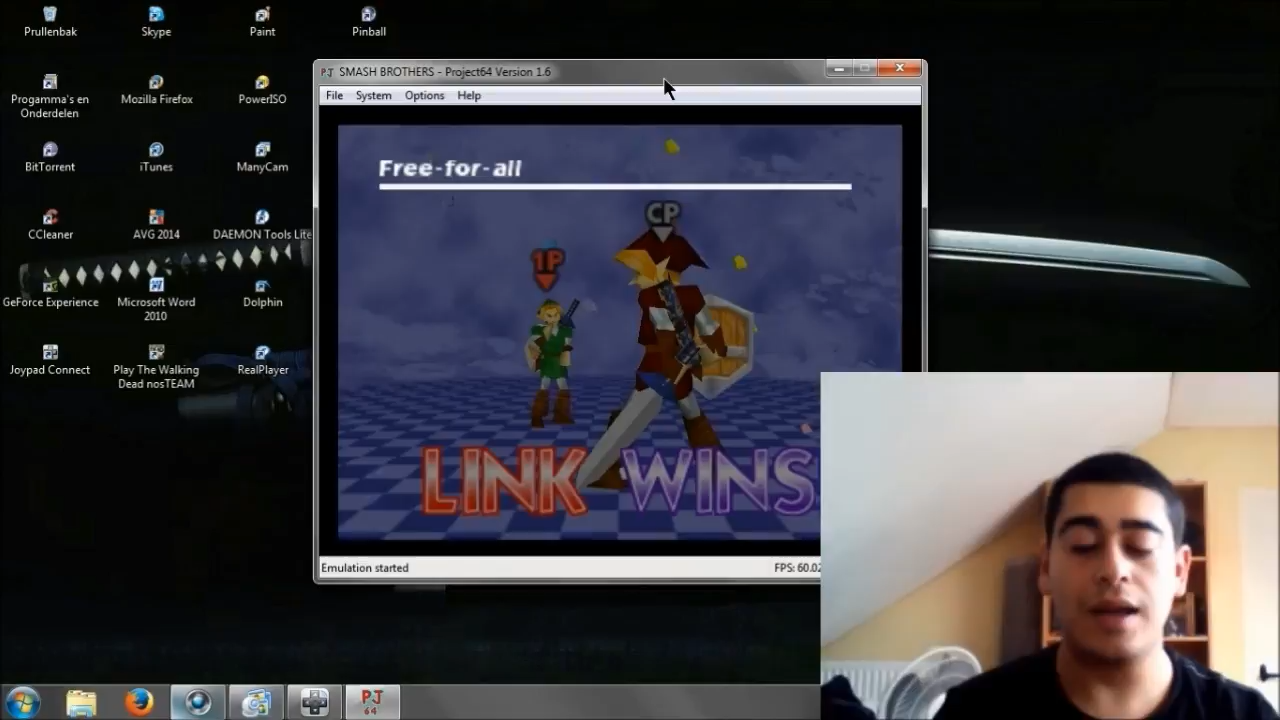 Prullenbak
Skype
Paint
Pinball
Progamma's en
Onderdelen
Mozilla Firefox
PowerISO
BitTorrent
iTunes
ManyCam
CCleaner
AVG 2014
DAEMON Tools Lite
GeForce Experience
Microsoft Word
2010
Dolphin
Joypad Connect
Play The Walking
Dead nosTEAM
RealPlayer
SMASH BROTHERS - Project64 Version 1.6
File System Options Help
Free-for-all
CP
1P
LINK WINS
Emulation started
FPS: 60.02
PJ
64